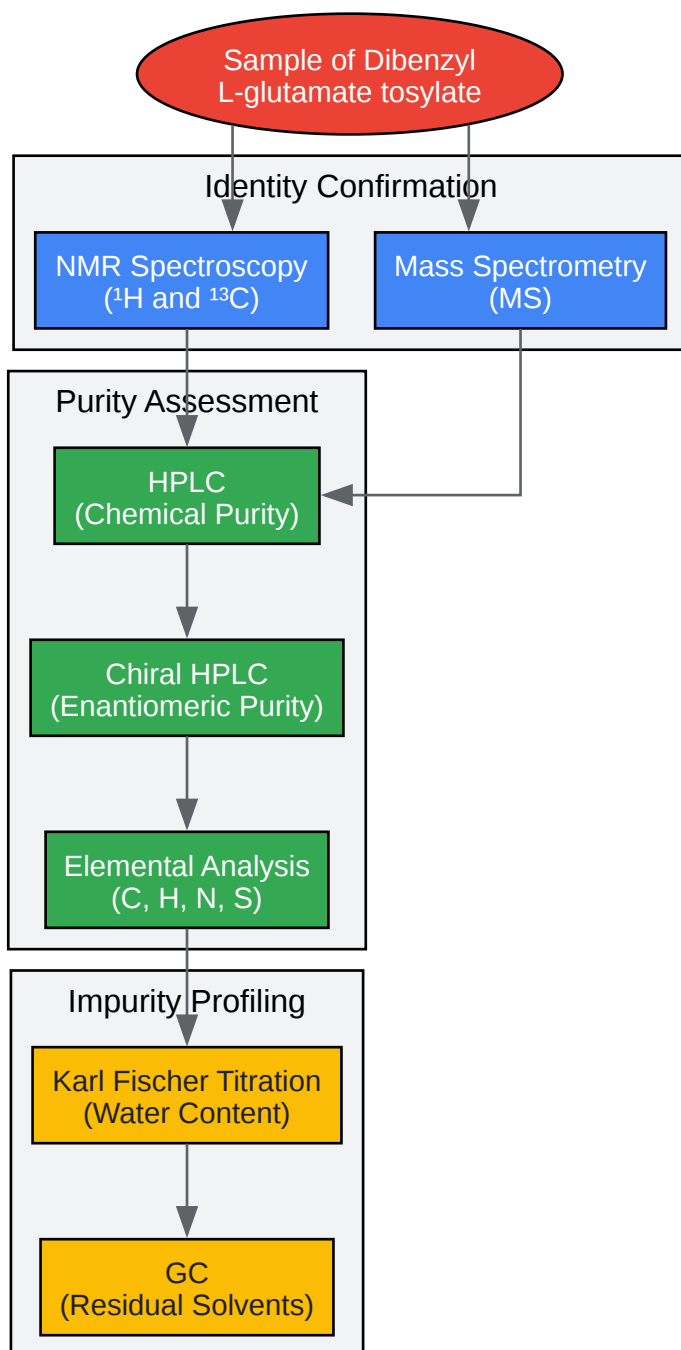 Sample of Dibenzyl
L-glutamate tosylate
Identity Confirmation
NMR Spectroscopy
(¹H and ¹³C)
Mass Spectrometry
(MS)
Purity Assessment
HPLC
(Chemical Purity)
Chiral HPLC
(Enantiomeric Purity)
Elemental Analysis
(C, H, N, S)
Impurity Profiling
Karl Fischer Titration
(Water Content)
GC
(Residual Solvents)